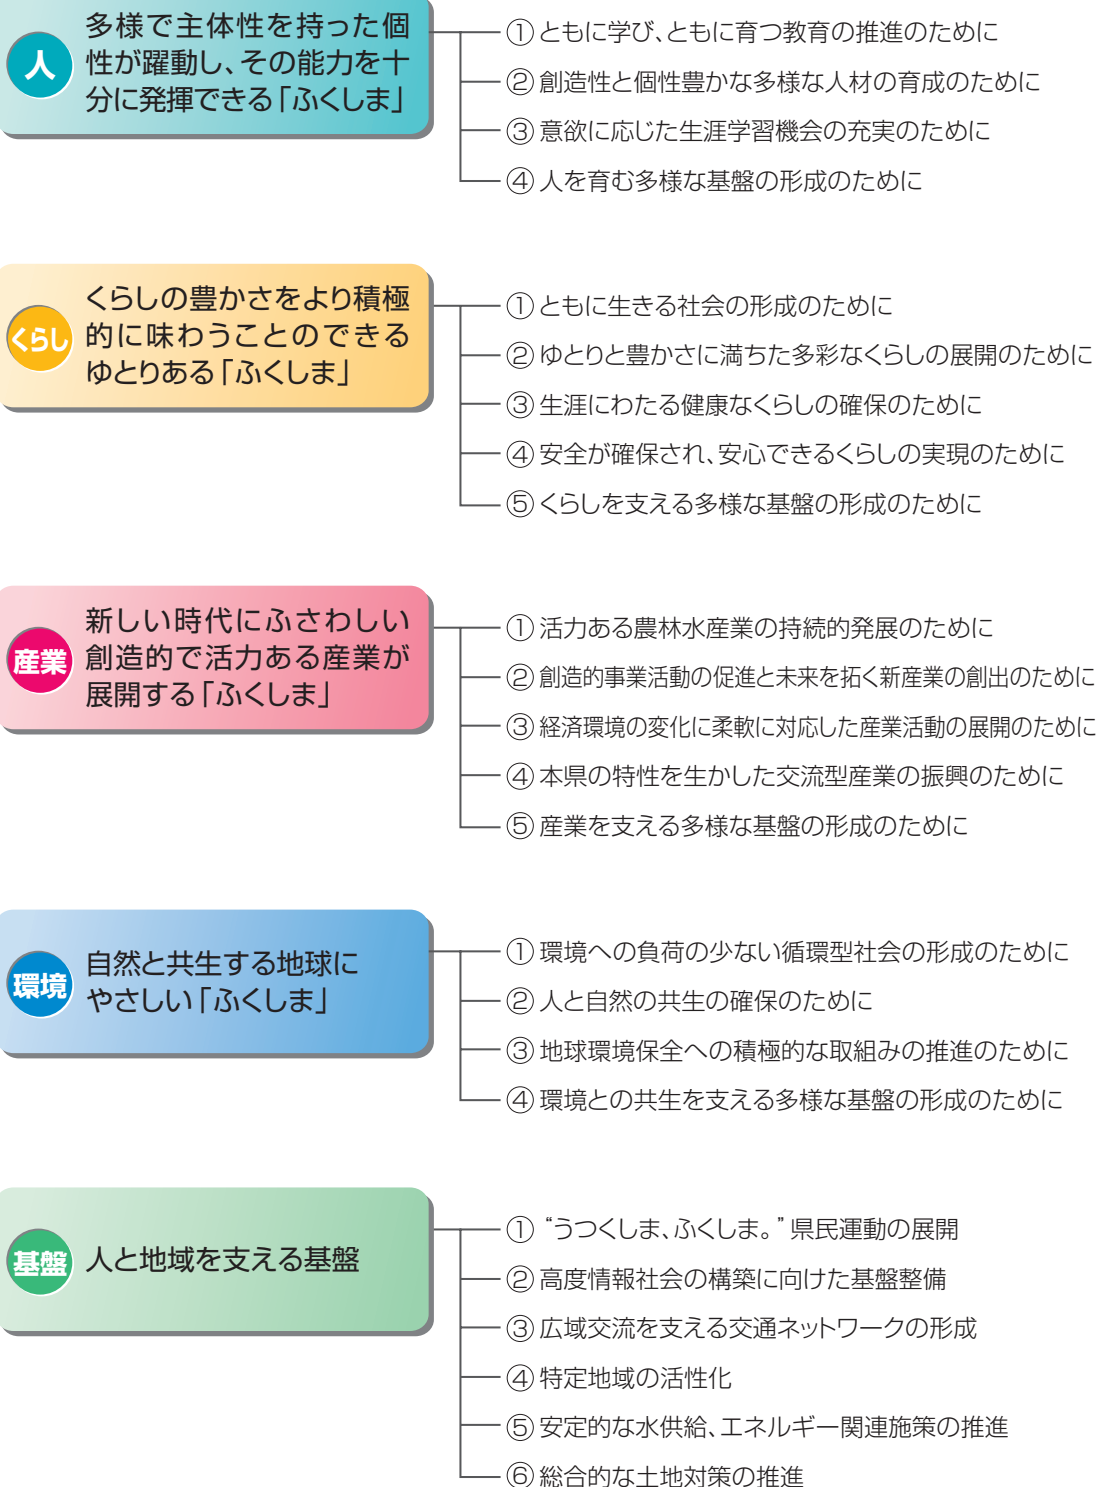 人
多様で主体性を持った個
性が躍動し、その能力を十
分に発揮できる「ふくしま」
①ともに学び、ともに育つ教育の推進のために
②創造性と個性豊かな多様な人材の育成のために
③意欲に応じた生涯学習機会の充実のために
④人を育む多様な基盤の形成のために
くらし
くらしの豊かさをより積極
的に味わうことのできる
ゆとりある「ふくしま」
①ともに生きる社会の形成のために
②ゆとりと豊かさに満ちた多彩なくらしの展開のために
③生涯にわたる健康なくらしの確保のために
④安全が確保され、安心できるくらしの実現のために
⑤くらしを支える多様な基盤の形成のために
産業
新しい時代にふさわしい
創造的で活力ある産業が
展開する「ふくしま」
①活力ある農林水産業の持続的発展のために
②創造的事業活動の促進と未来を拓く新産業の創出のために
③経済環境の変化に柔軟に対応した産業活動の展開のために
④本県の特性を生かした交流型産業の振興のために
⑤産業を支える多様な基盤の形成のために
環境
自然と共生する地球に
やさしい「ふくしま」
①環境への負荷の少ない循環型社会の形成のために
②人と自然の共生の確保のために
③地球環境保全への積極的な取組みの推進のために
④環境との共生を支える多様な基盤の形成のために
基盤
人と地域を支える基盤
①“うつくしま、ふくしま。”県民運動の展開
②高度情報社会の構築に向けた基盤整備
③広域交流を支える交通ネットワークの形成
④特定地域の活性化
⑤安定的な水供給、エネルギー関連施策の推進
⑥総合的な土地対策の推進